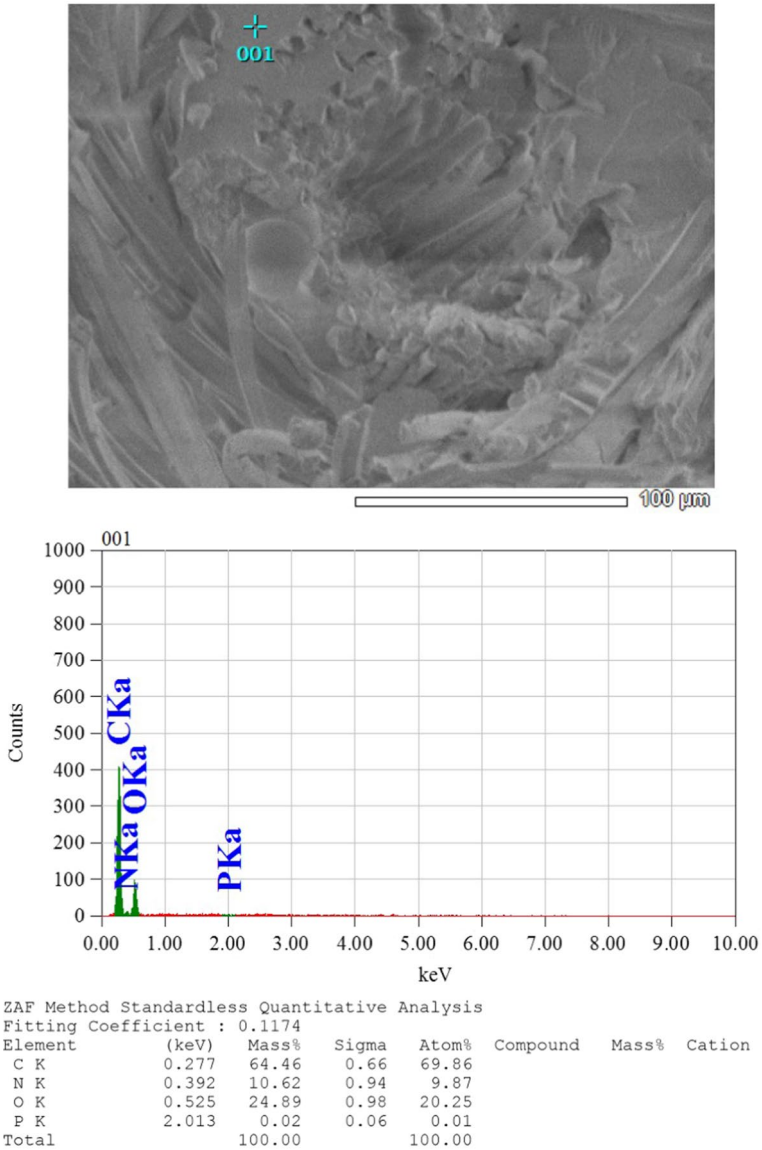 001
100 μm
001
1000
900
800
700
600
500
400
300
200
100
0
Counts
CKa
OKa
NKa
PKa
0.00 1.00 2.00 3.00 4.00 5.00 6.00 7.00 8.00 9.00 10.00
keV
ZAF Method Standardless Quantitative Analysis
Fitting Coefficient : 0.1174
Element (keV) Mass% Sigma Atom% Compound Mass% Cation
C K 0.277 64.46 0.66 69.86
N K 0.392 10.62 0.94 9.87
O K 0.525 24.89 0.98 20.25
P K 2.013 0.02 0.06 0.01
Total 100.00 100.00